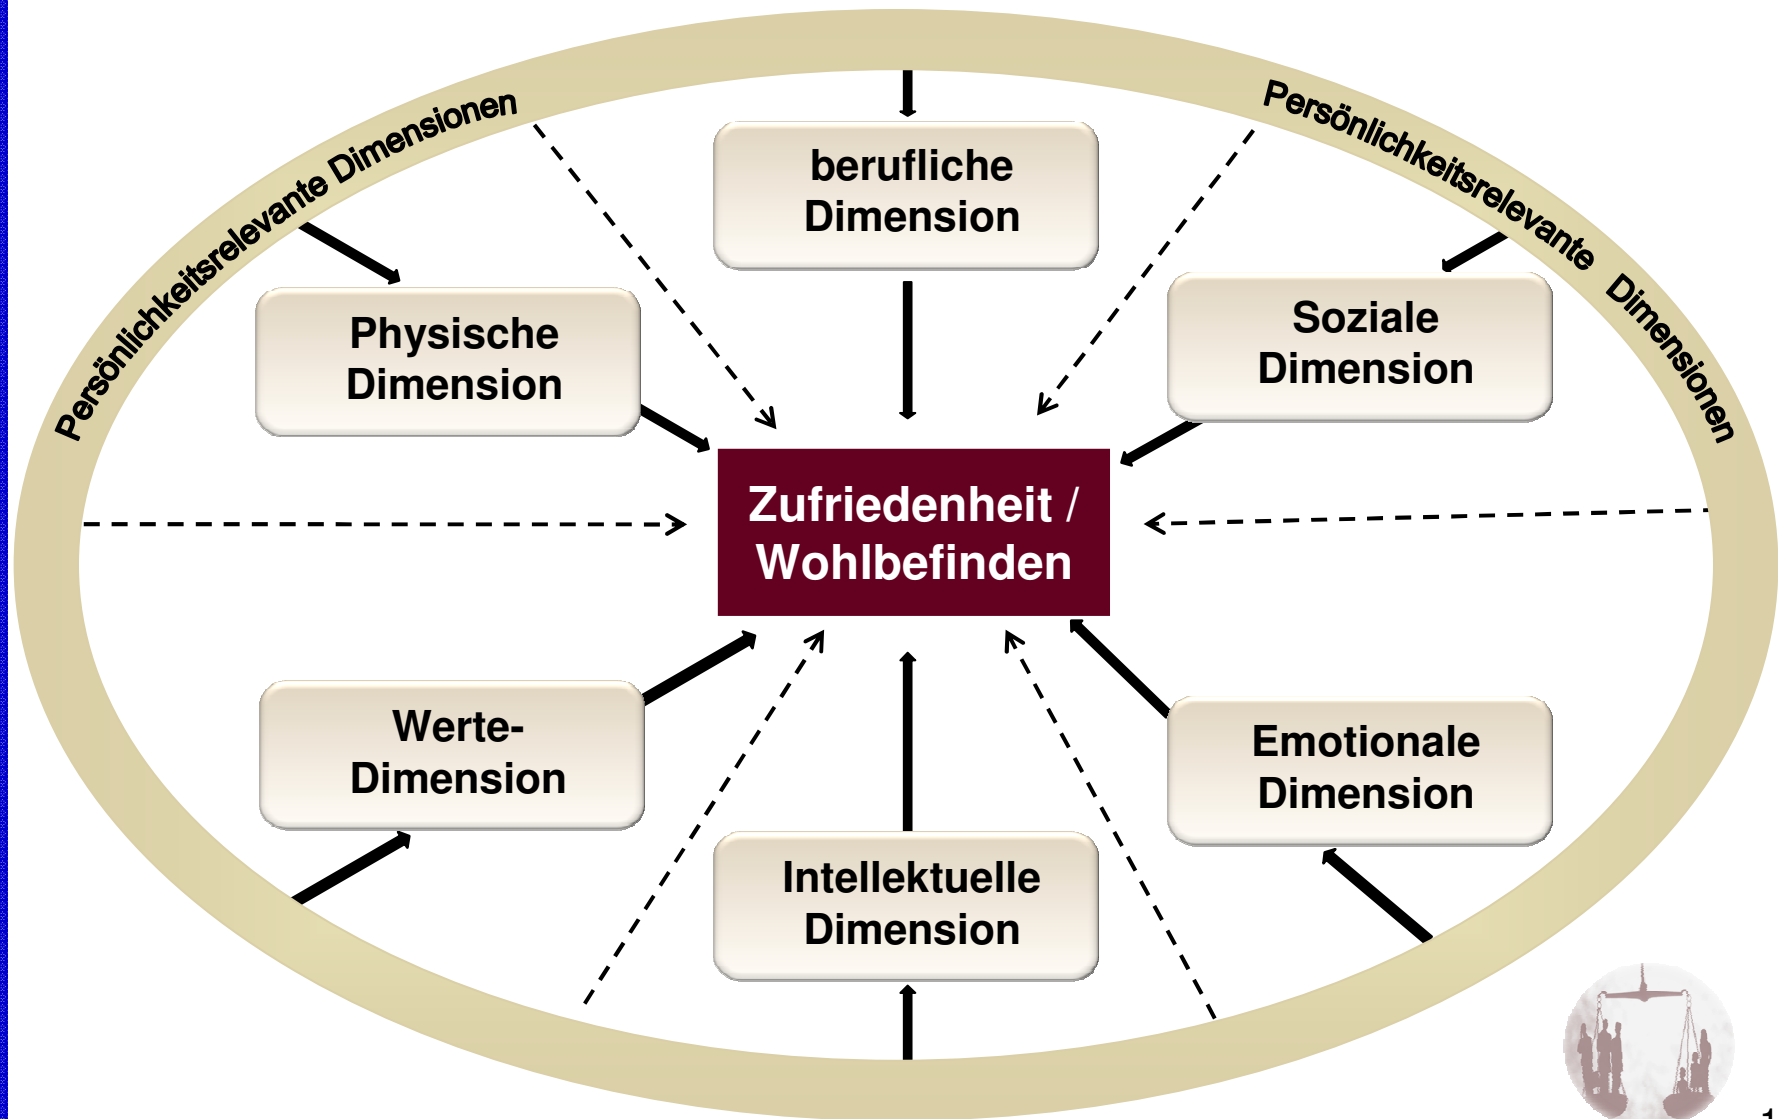 Persönlichkeitsrelevante Dimensionen
Persönlichkeitsrelevante Dimensionen
berufliche
Dimension
Physische
Dimension
Soziale
Dimension
Zufriedenheit /
Wohlbefinden
Werte-
Dimension
Emotionale
Dimension
Intellektuelle
Dimension